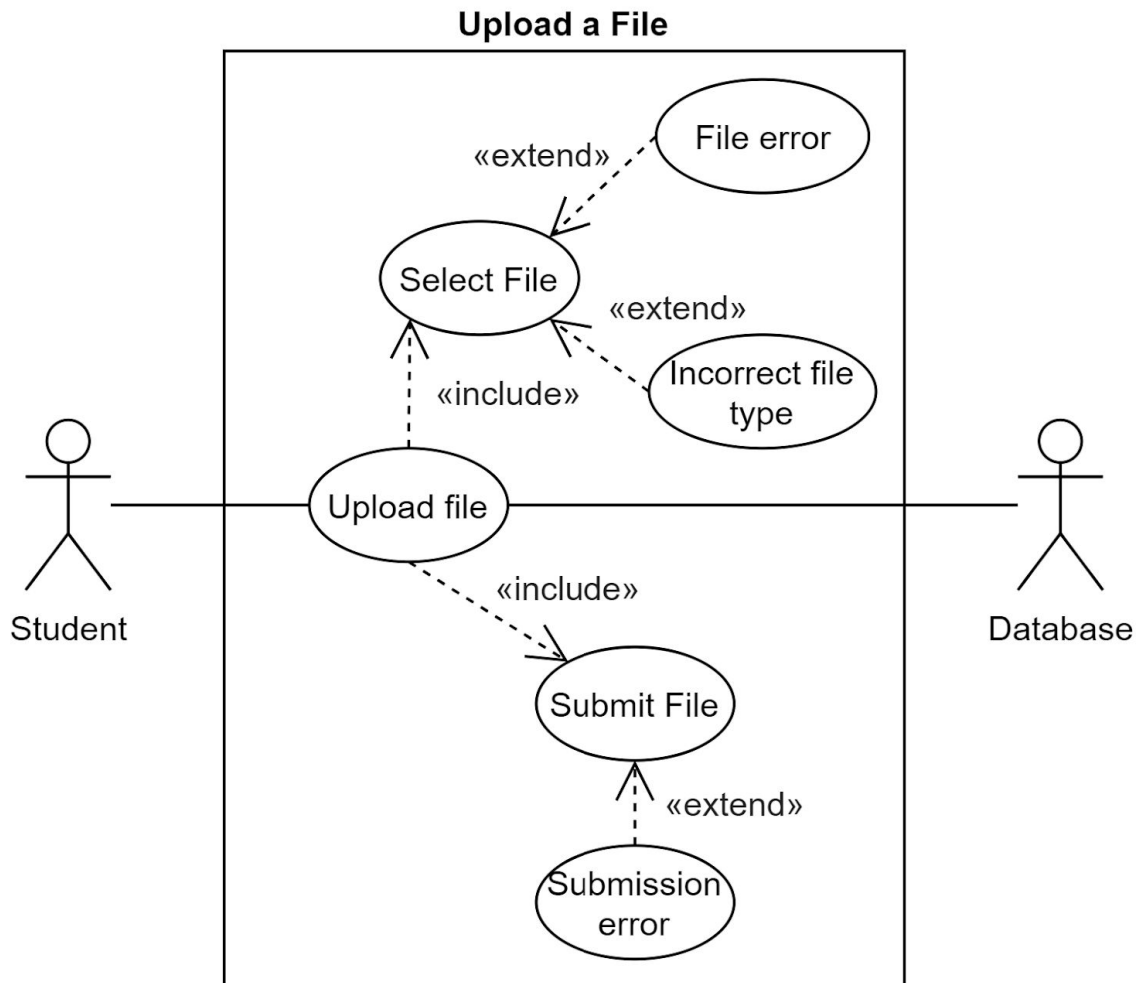 Upload a File
File error
«extend»
Select File
«extend»
Incorrect file
type
«include»
Upload file
«include»
Student
Database
Submit File
«extend»
Submission
error